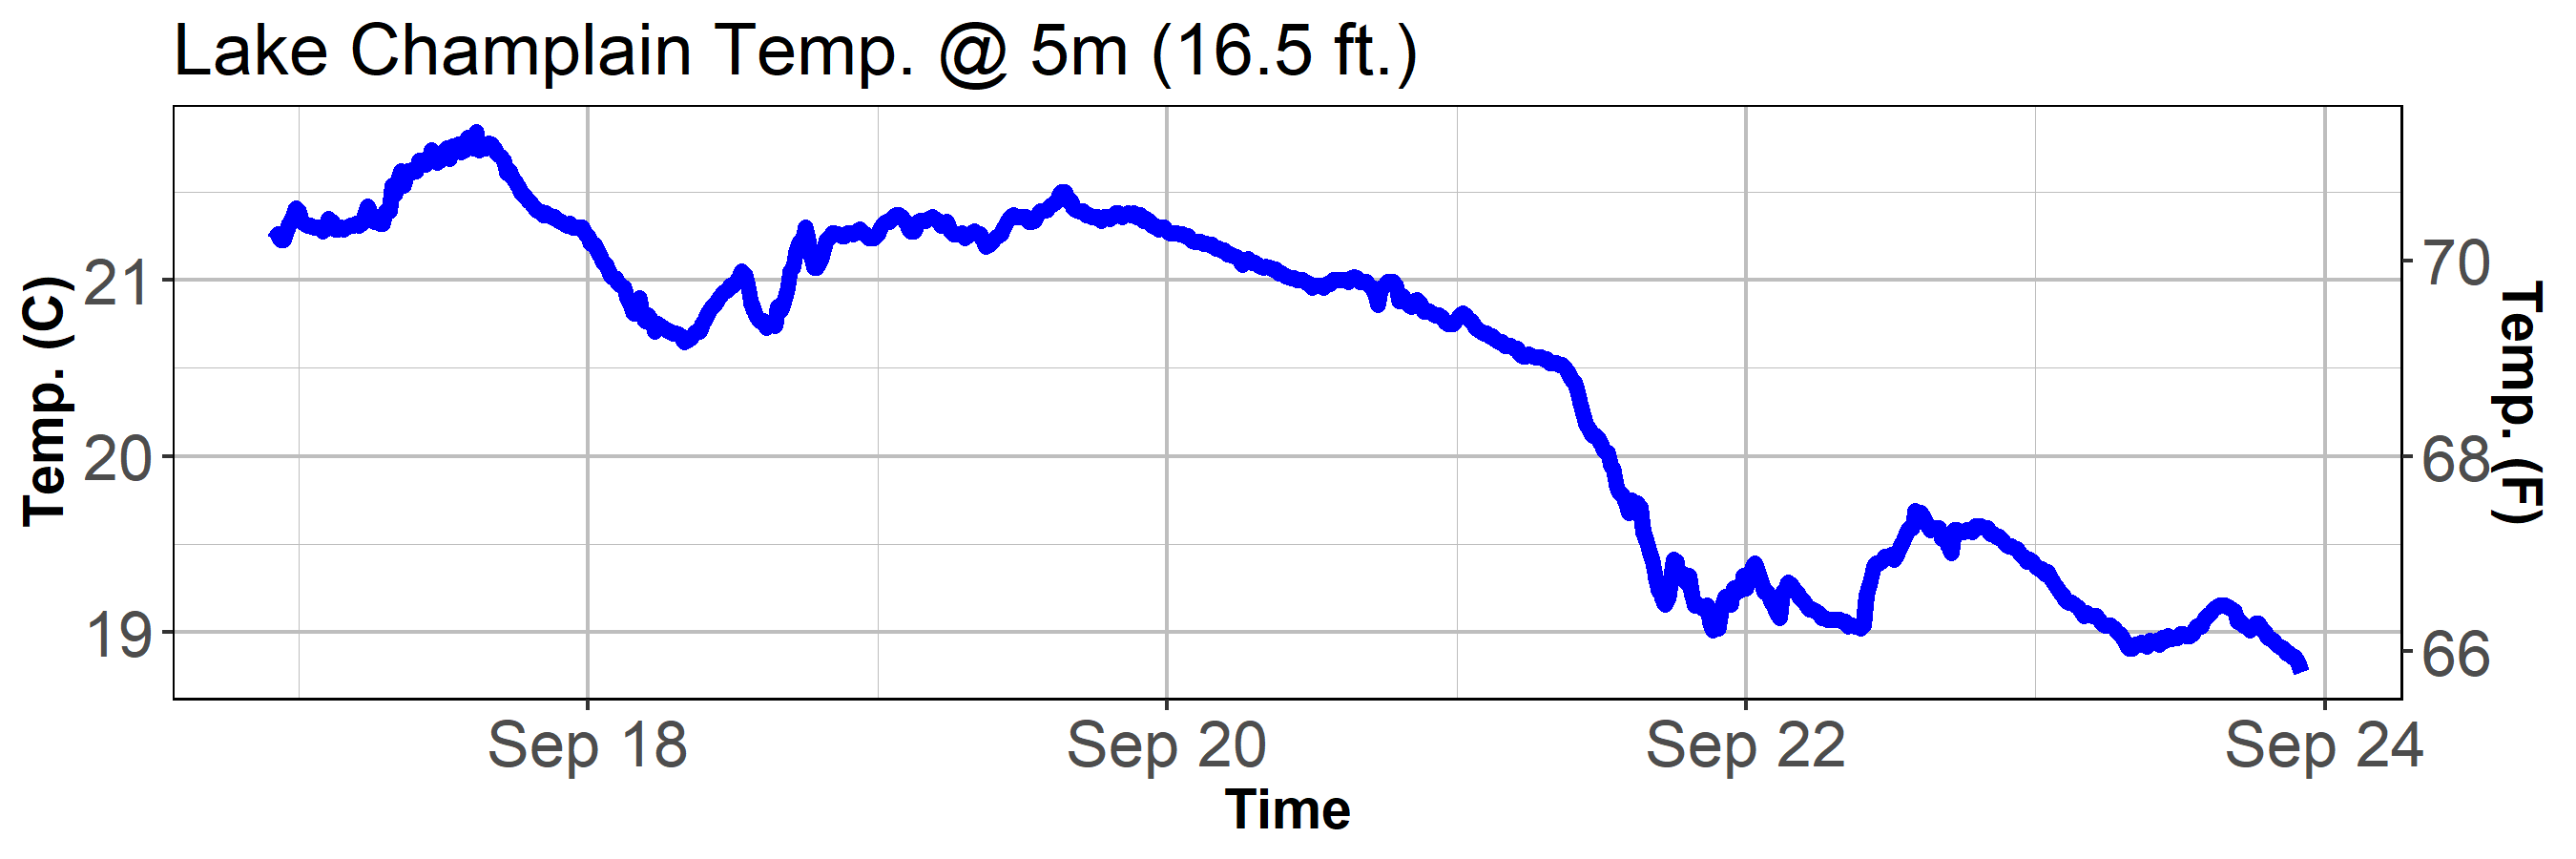 Lake Champlain Temp. @ 5m (16.5 ft.)
Temp. (C)
21
20
19
70
68
66
Temp. (F)
Sep 18
Sep 20
Sep 22
Sep 24
Time